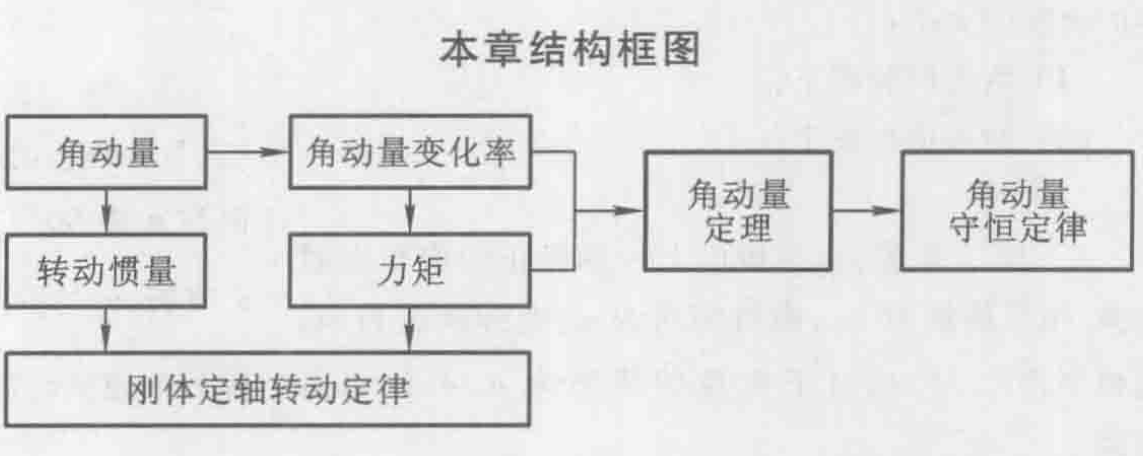 本章结构框图
角动量
角动量变化率
角动量
定理
角动量
守恒定律
转动惯量
力矩
刚体定轴转动定律